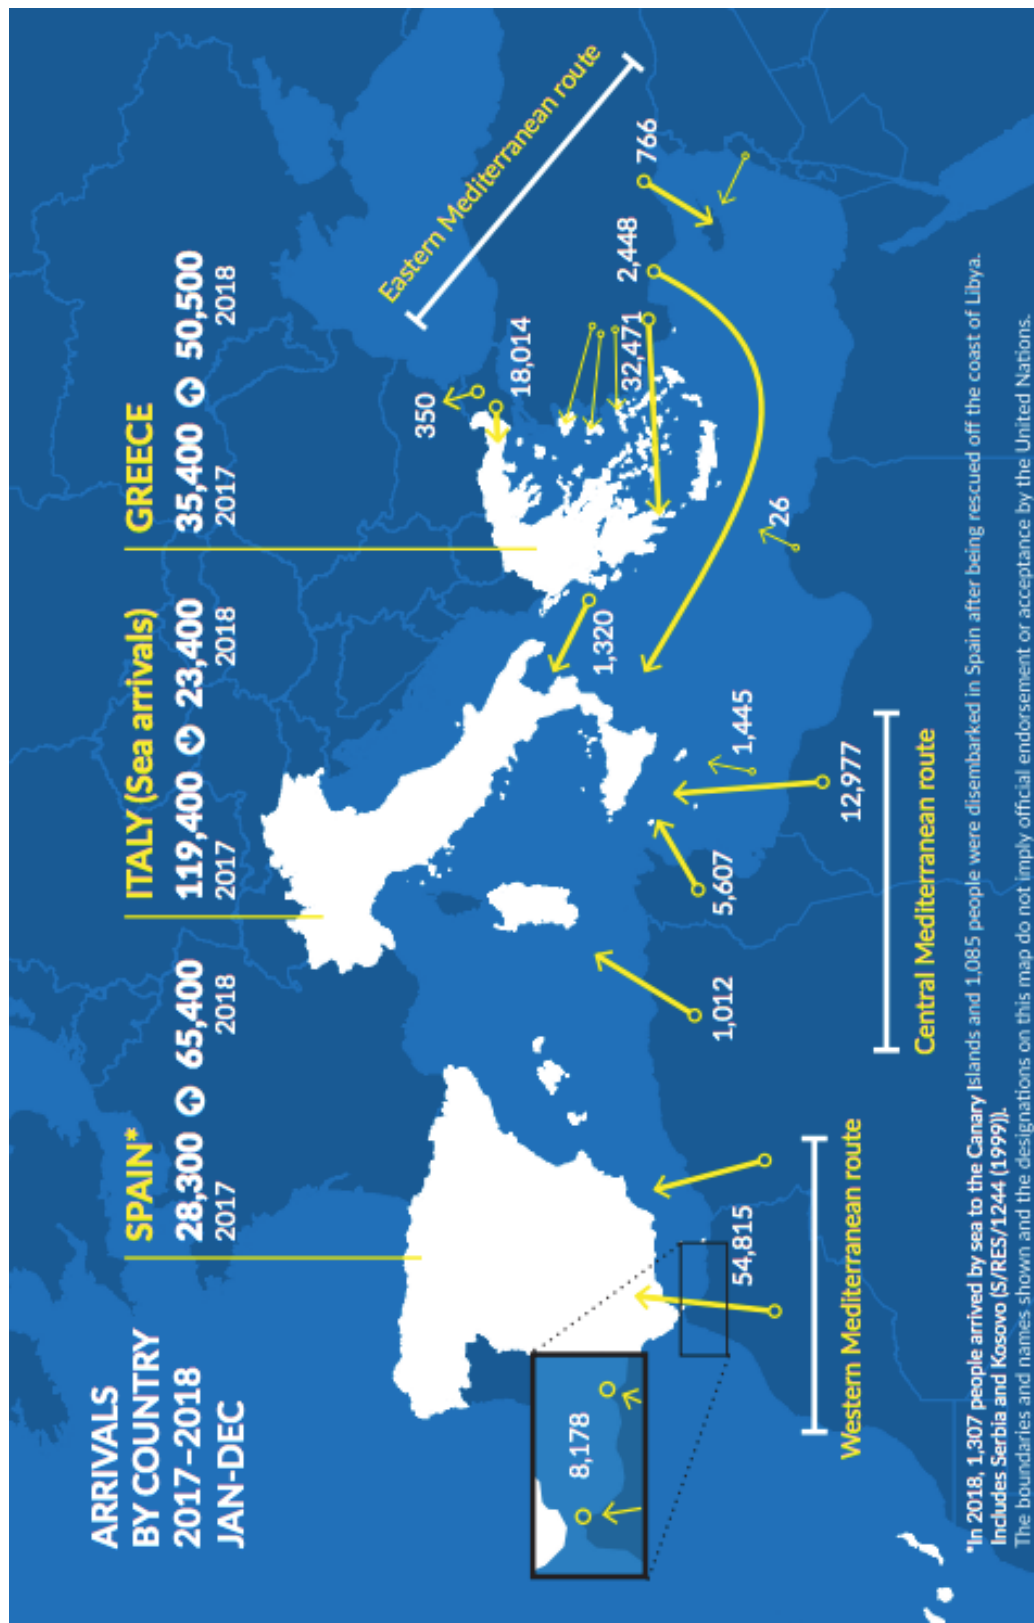 ARRIVALS
BY COUNTRY
2017–2018
JAN-DEC
SPAIN*
28,300 65,400
2017 2018
ITALY (Sea arrivals)
119,400 23,400
2017 2018
GREECE
35,400 50,500
2017 2018
Eastern Mediterranean route
350
18,014
32,471
2,448
766
1,320
26
1,445
12,977
5,607
1,012
54,815
8,178
Western Mediterranean route
Central Mediterranean route
*In 2018, 1,307 people arrived by sea to the Canary Islands and 1,085 people were disembarked in Spain after being rescued off the coast of Libya.
Includes Serbia and Kosovo (S/RES/1244 (1999)).
The boundaries and names shown and the designations on this map do not imply official endorsement or acceptance by the United Nations.